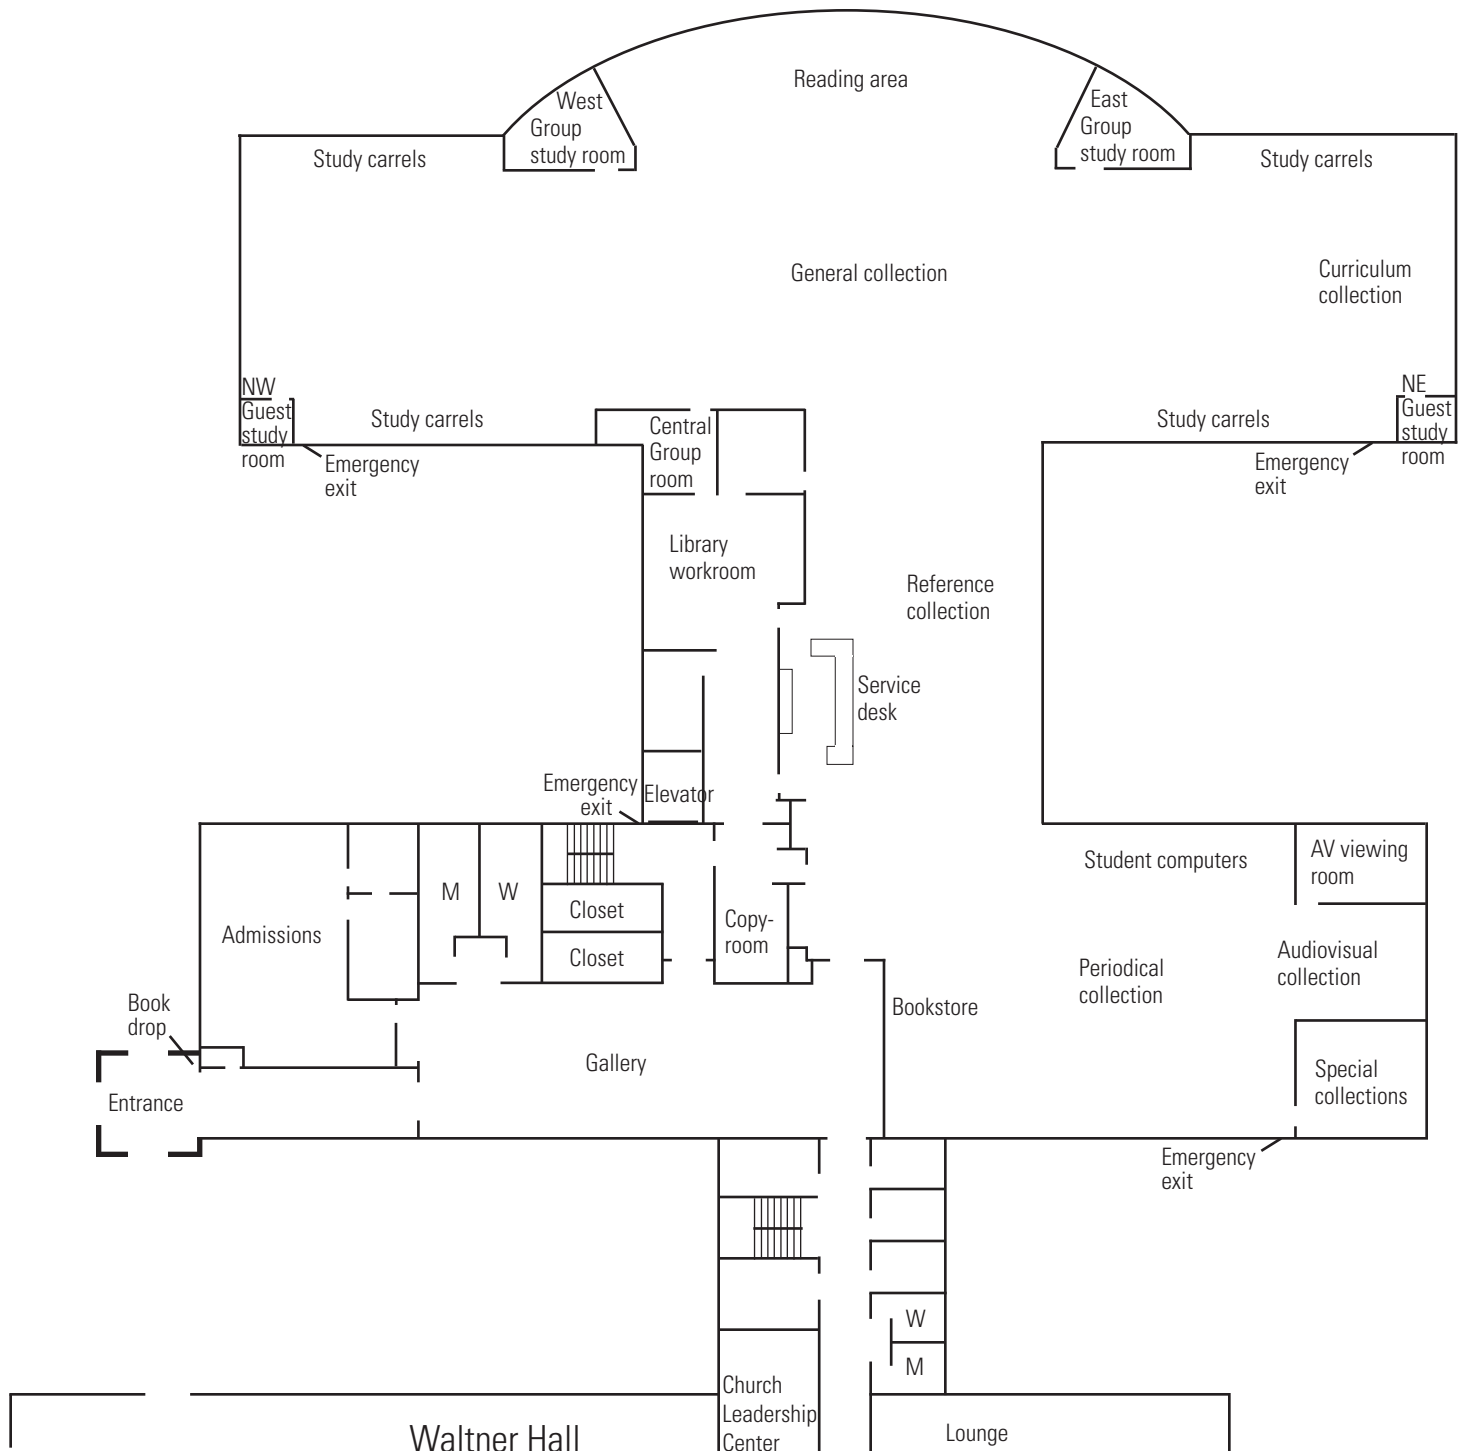 Reading area
West
Group
study room
East
Group
study room
Study carrels
Study carrels
General collection
Curriculum
collection
NW
Guest
study
room
Study carrels
Central
Group
room
Study carrels
NE
Guest
study
room
Emergency
exit
Emergency
exit
Library
workroom
Reference
collection
Service
desk
Emergency
exit
Elevator
Student computers
AV viewing
room
M
W
Closet
Closet
Copy-
room
Admissions
Periodical
collection
Audiovisual
collection
Book
drop
Bookstore
Gallery
Special
collections
Entrance
Emergency
exit
W
M
Church
Leadership
Center
Waltner Hall
Lounge